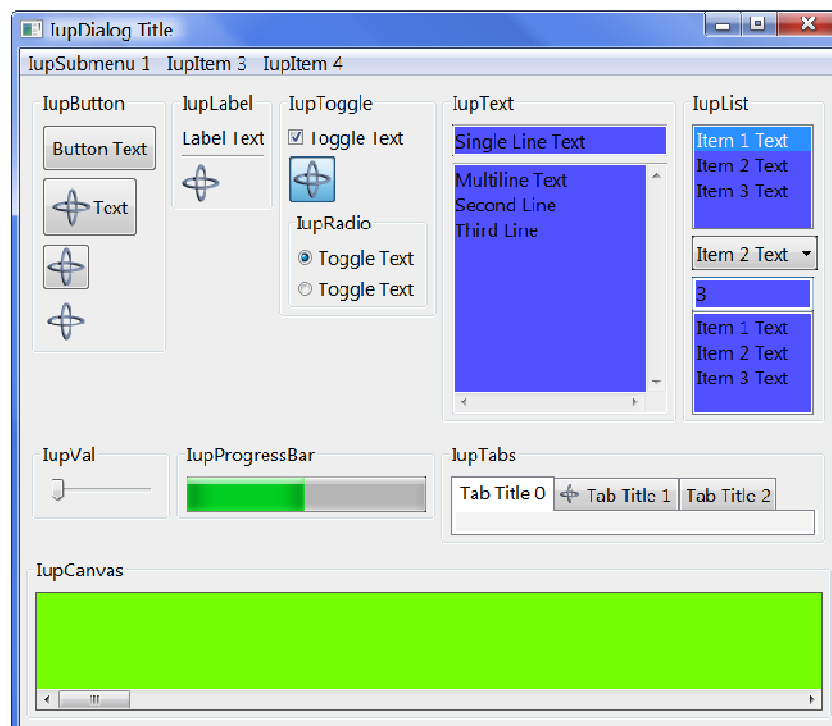 IupDialog Title
IupSubmenu 1 IupItem 3 IupItem 4
IupButton
Button Text
Text
IupLabel
Label Text
IupToggle
Toggle Text
IupRadio
Toggle Text
Toggle Text
IupText
Single Line Text
Multiline Text
Second Line
Third Line
IupList
Item 1 Text
Item 2 Text
Item 3 Text
Item 2 Text
3
Item 1 Text
Item 2 Text
Item 3 Text
IupVal
IupProgressBar
IupTabs
Tab Title 0 Tab Title 1 Tab Title 2
IupCanvas